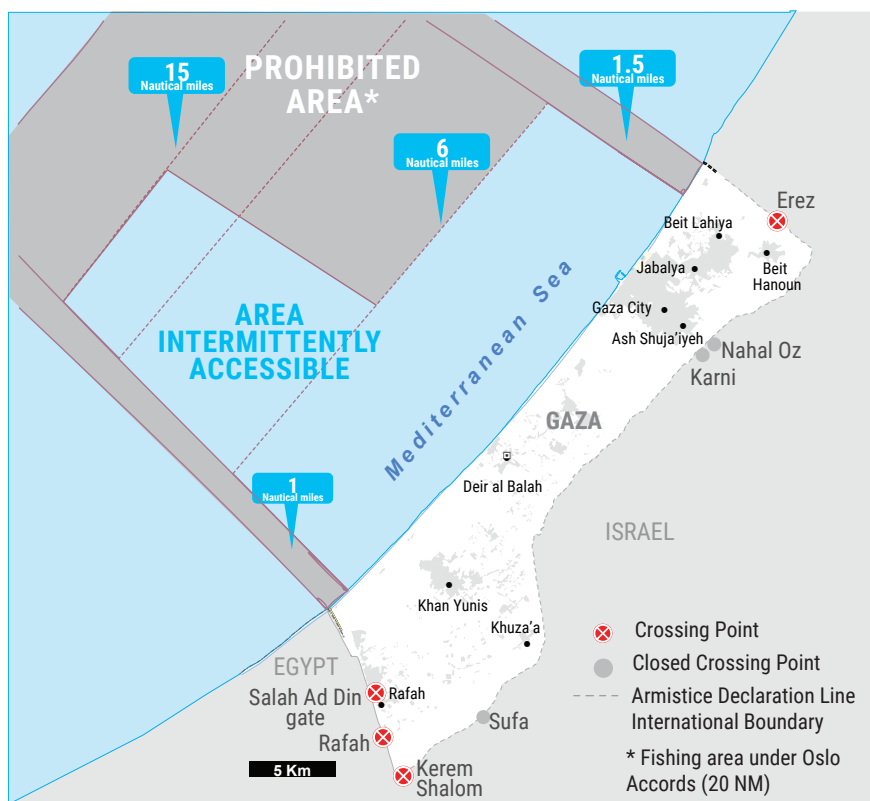 15
Nautical miles
PROHIBITED
AREA*
1.5
Nautical miles
6
Nautical miles
Erez
Beit Lahiya
Jabalya
Beit
Hanoun
Gaza City
Ash Shuja'iyeh
Nahal Oz
Karni
AREA
INTERMITTENTLY
ACCESSIBLE
Mediterranean Sea
GAZA
1
Nautical miles
Deir al Balah
ISRAEL
Khan Yunis
Khuza'a
EGYPT
Salah Ad Din
gate
Rafah
Sufa
Rafah
Kerem
Shalom
5 Km
Crossing Point
Closed Crossing Point
Armistice Declaration Line
International Boundary
* Fishing area under Oslo
Accords (20 NM)